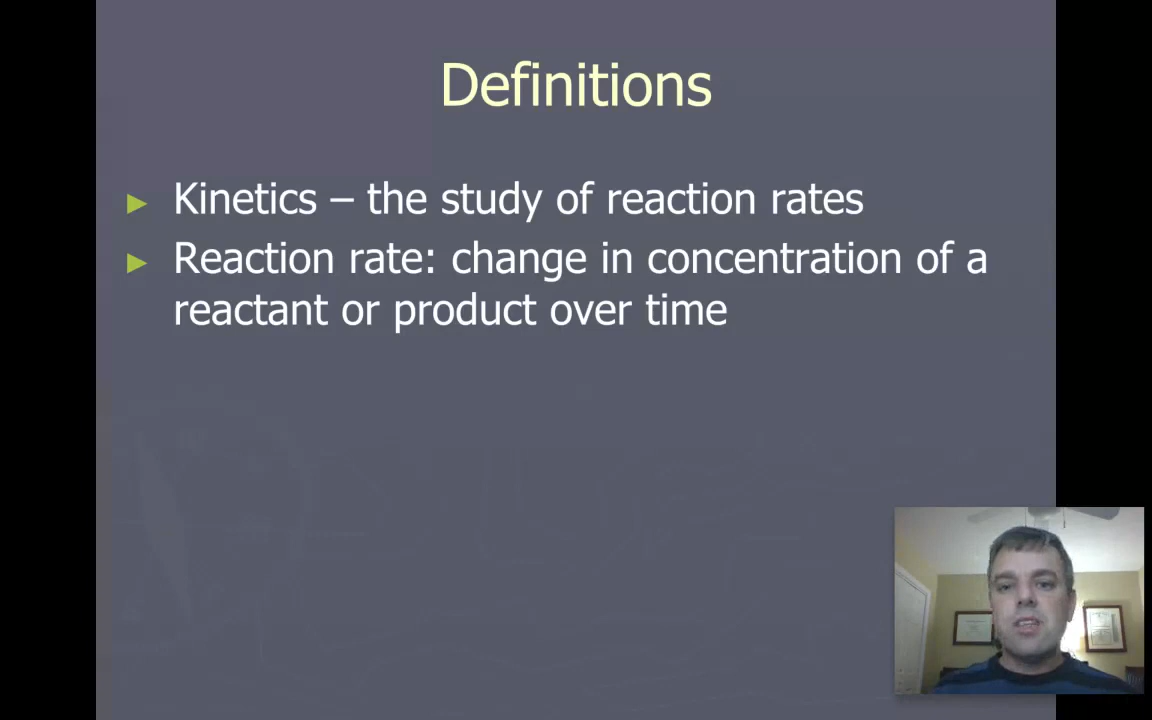 Definitions
► Kinetics – the study of reaction rates
► Reaction rate: change in concentration of a
reactant or product over time